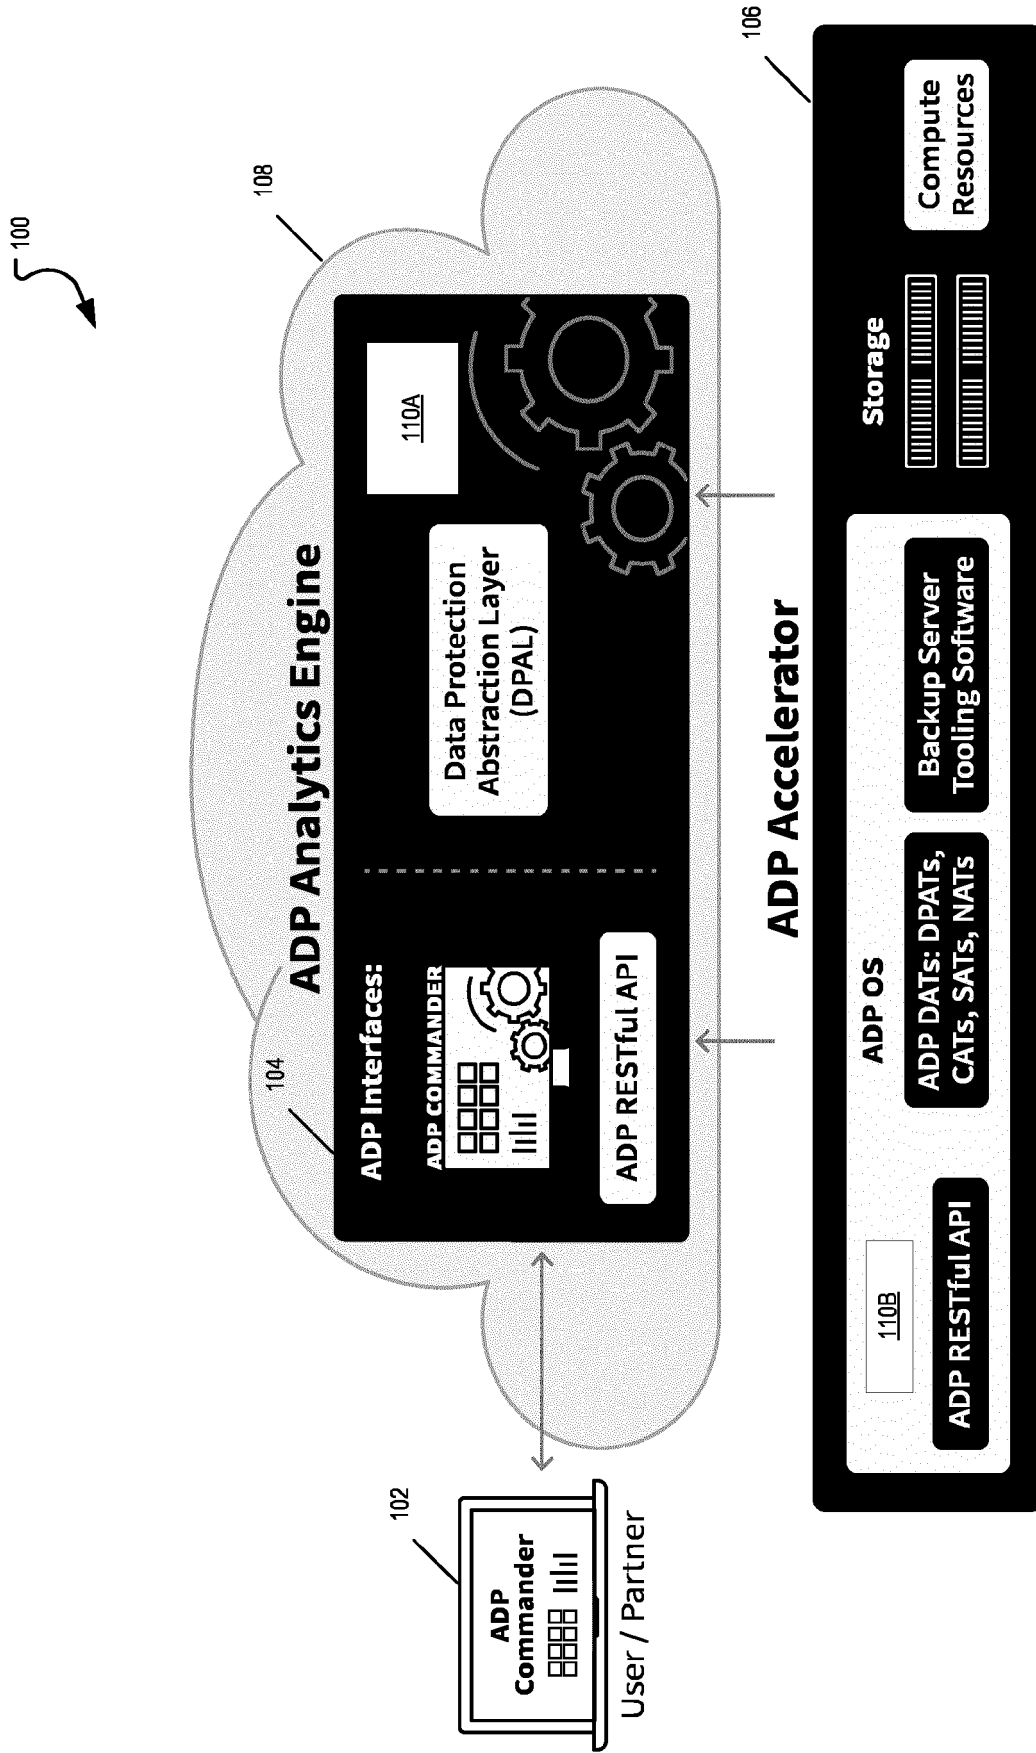 100
108
ADP Analytics Engine
104
ADP Interfaces:
ADP COMMANDER
ADP RESTful API
Data Protection
Abstraction Layer
(DPAL)
110A
102
ADP
Commander
User / Partner
ADP Accelerator
106
ADP OS
110B
ADP RESTful API
ADP DATs: DPATs,
CATs, SATs, NATs
Backup Server
Tooling Software
Storage
Compute
Resources